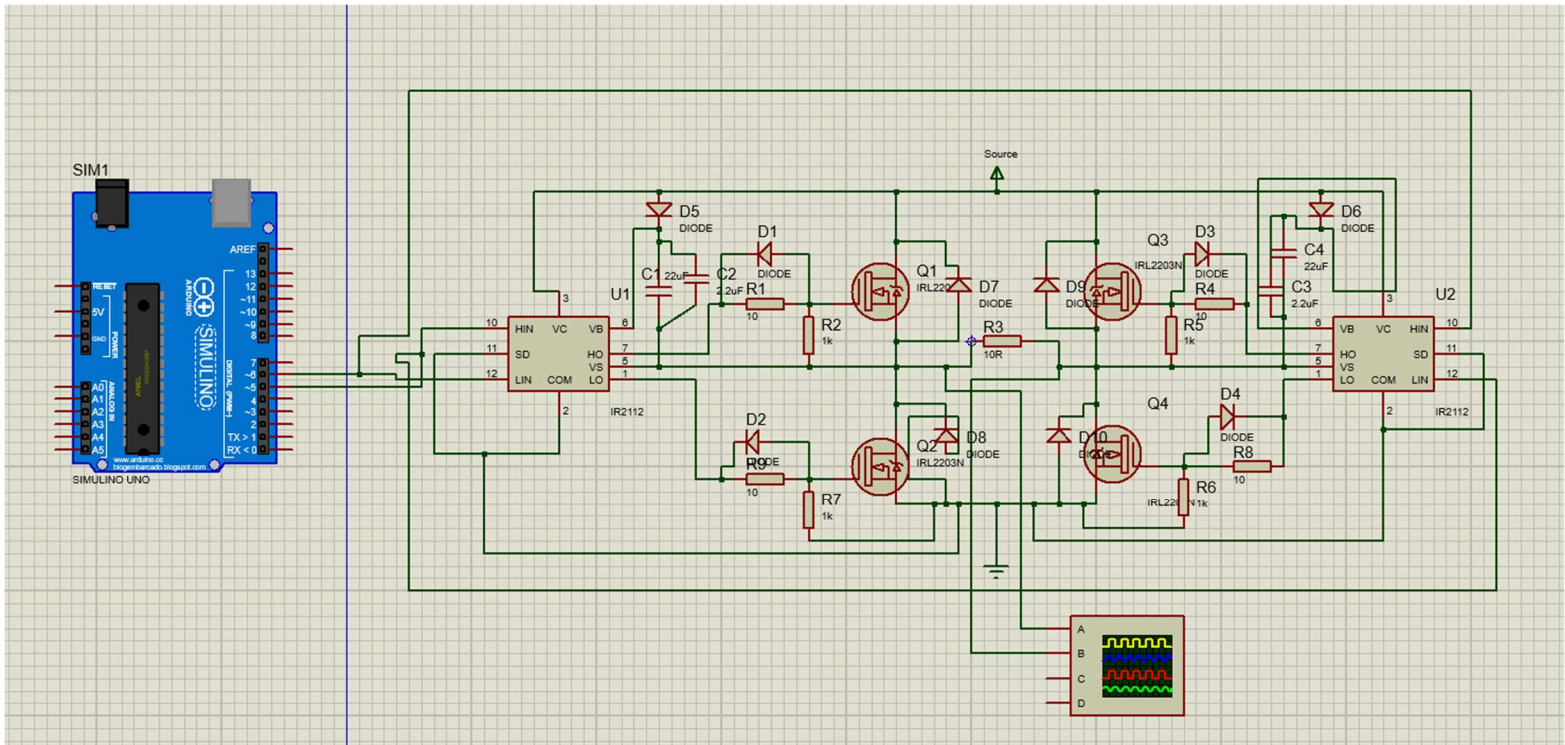 Source
SIM1
AREF
13
12
~11
~10
~9
8
7
~6
~5
4
~3
2
TX > 1
RX < 0
RESET
5V
GND
POWER
A0
A1
A2
A3
A4
A5
ANALOG IN
ARDUINO
SIMULINO
DIGITAL (PWM~)
ATMEL
www.arduino.cc
blogembarcado.blogspot.com
SIMULINO UNO
U1
10 HIN
11 SD
12 LIN
3
VC
VB 6
HO 7
VS 5
LO 1
COM
2
IR2112
D5
DIODE
C1
22uF
C2
2.2uF
D1
DIODE
R1
10
R2
1k
Q1
IRL220
D7
DIODE
R3
10R
D9
DIODE
Q3
IRL2203N
D3
DIODE
R4
10
R5
1k
C4
22uF
C3
2.2uF
D6
DIODE
U2
6 VB
7 HO
5 VS
1 LO
3
VC
HIN 10
SD 11
LIN 12
COM
2
IR2112
D2
DIODE
R9
10
R7
1k
Q2
IRL2203N
D8
DIODE
D10
Q4
D4
DIODE
R8
10
R6
1k
A
B
C
D